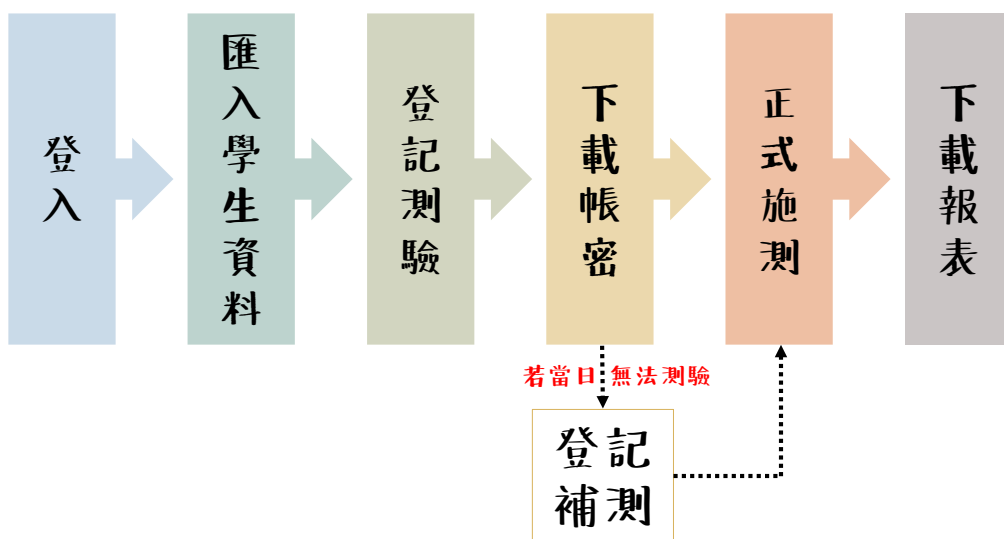 登入
匯入學生資料
登記測驗
下載帳密
正式施測
下載報表
若當日無法測驗
登記
補測